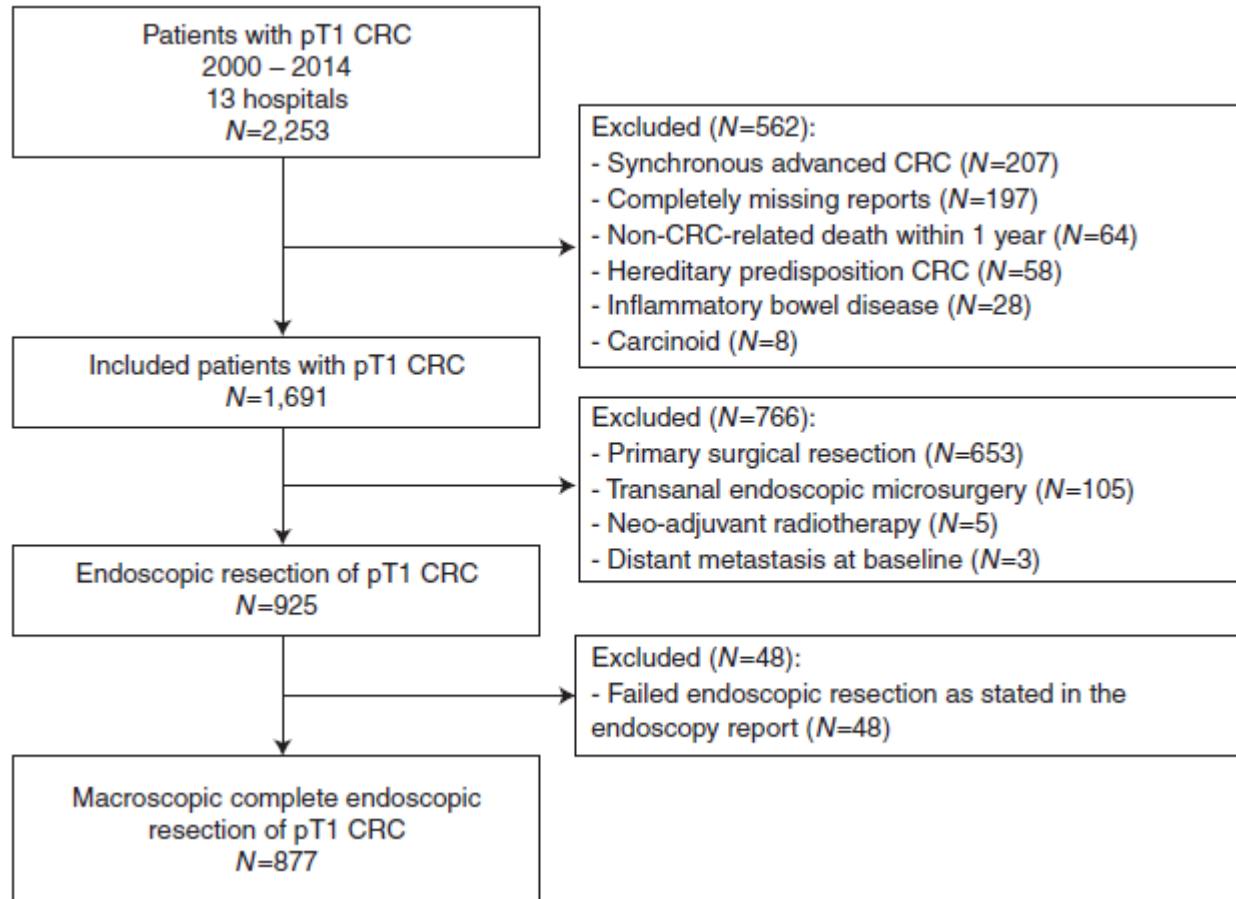 Patients with pT1 CRC
2000 – 2014
13 hospitals
N=2,253
Excluded (N=562):
- Synchronous advanced CRC (N=207)
- Completely missing reports (N=197)
- Non-CRC-related death within 1 year (N=64)
- Hereditary predisposition CRC (N=58)
- Inflammatory bowel disease (N=28)
- Carcinoid (N=8)
Included patients with pT1 CRC
N=1,691
Excluded (N=766):
- Primary surgical resection (N=653)
- Transanal endoscopic microsurgery (N=105)
- Neo-adjuvant radiotherapy (N=5)
- Distant metastasis at baseline (N=3)
Endoscopic resection of pT1 CRC
N=925
Excluded (N=48):
- Failed endoscopic resection as stated in the
endoscopy report (N=48)
Macroscopic complete endoscopic
resection of pT1 CRC
N=877